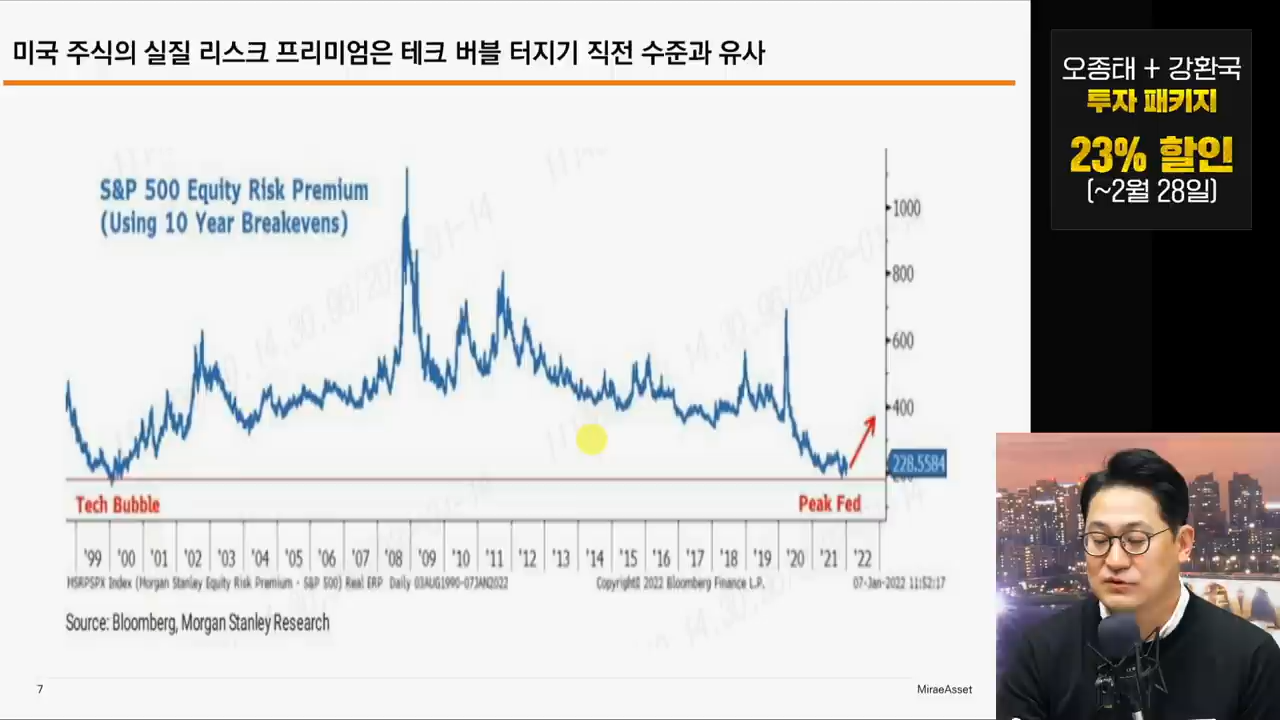 미국 주식의 실질 리스크 프리미엄은 테크 버블 터지기 직전 수준과 유사
오종태 + 강환국
투자 패키지
23% 할인
(~2월 28일)
S&P 500 Equity Risk Premium
(Using 10 Year Breakevens)
1000
800
600
400
228.5584
Tech Bubble
Peak Fed
'99 '00 '01 '02 '03 '04 '05 '06 '07 '08 '09 '10 '11 '12 '13 '14 '15 '16 '17 '18 '19 '20 '21 '22
MSRPSPX Index (Morgan Stanley Equity Risk Premium - S&P 500) Real ERP Daily 03AUG1990-07JAN2022
Copyright© 2022 Bloomberg Finance L.P.
07-Jan-2022 11:52:17
Source: Bloomberg, Morgan Stanley Research
7
MiraeAsset